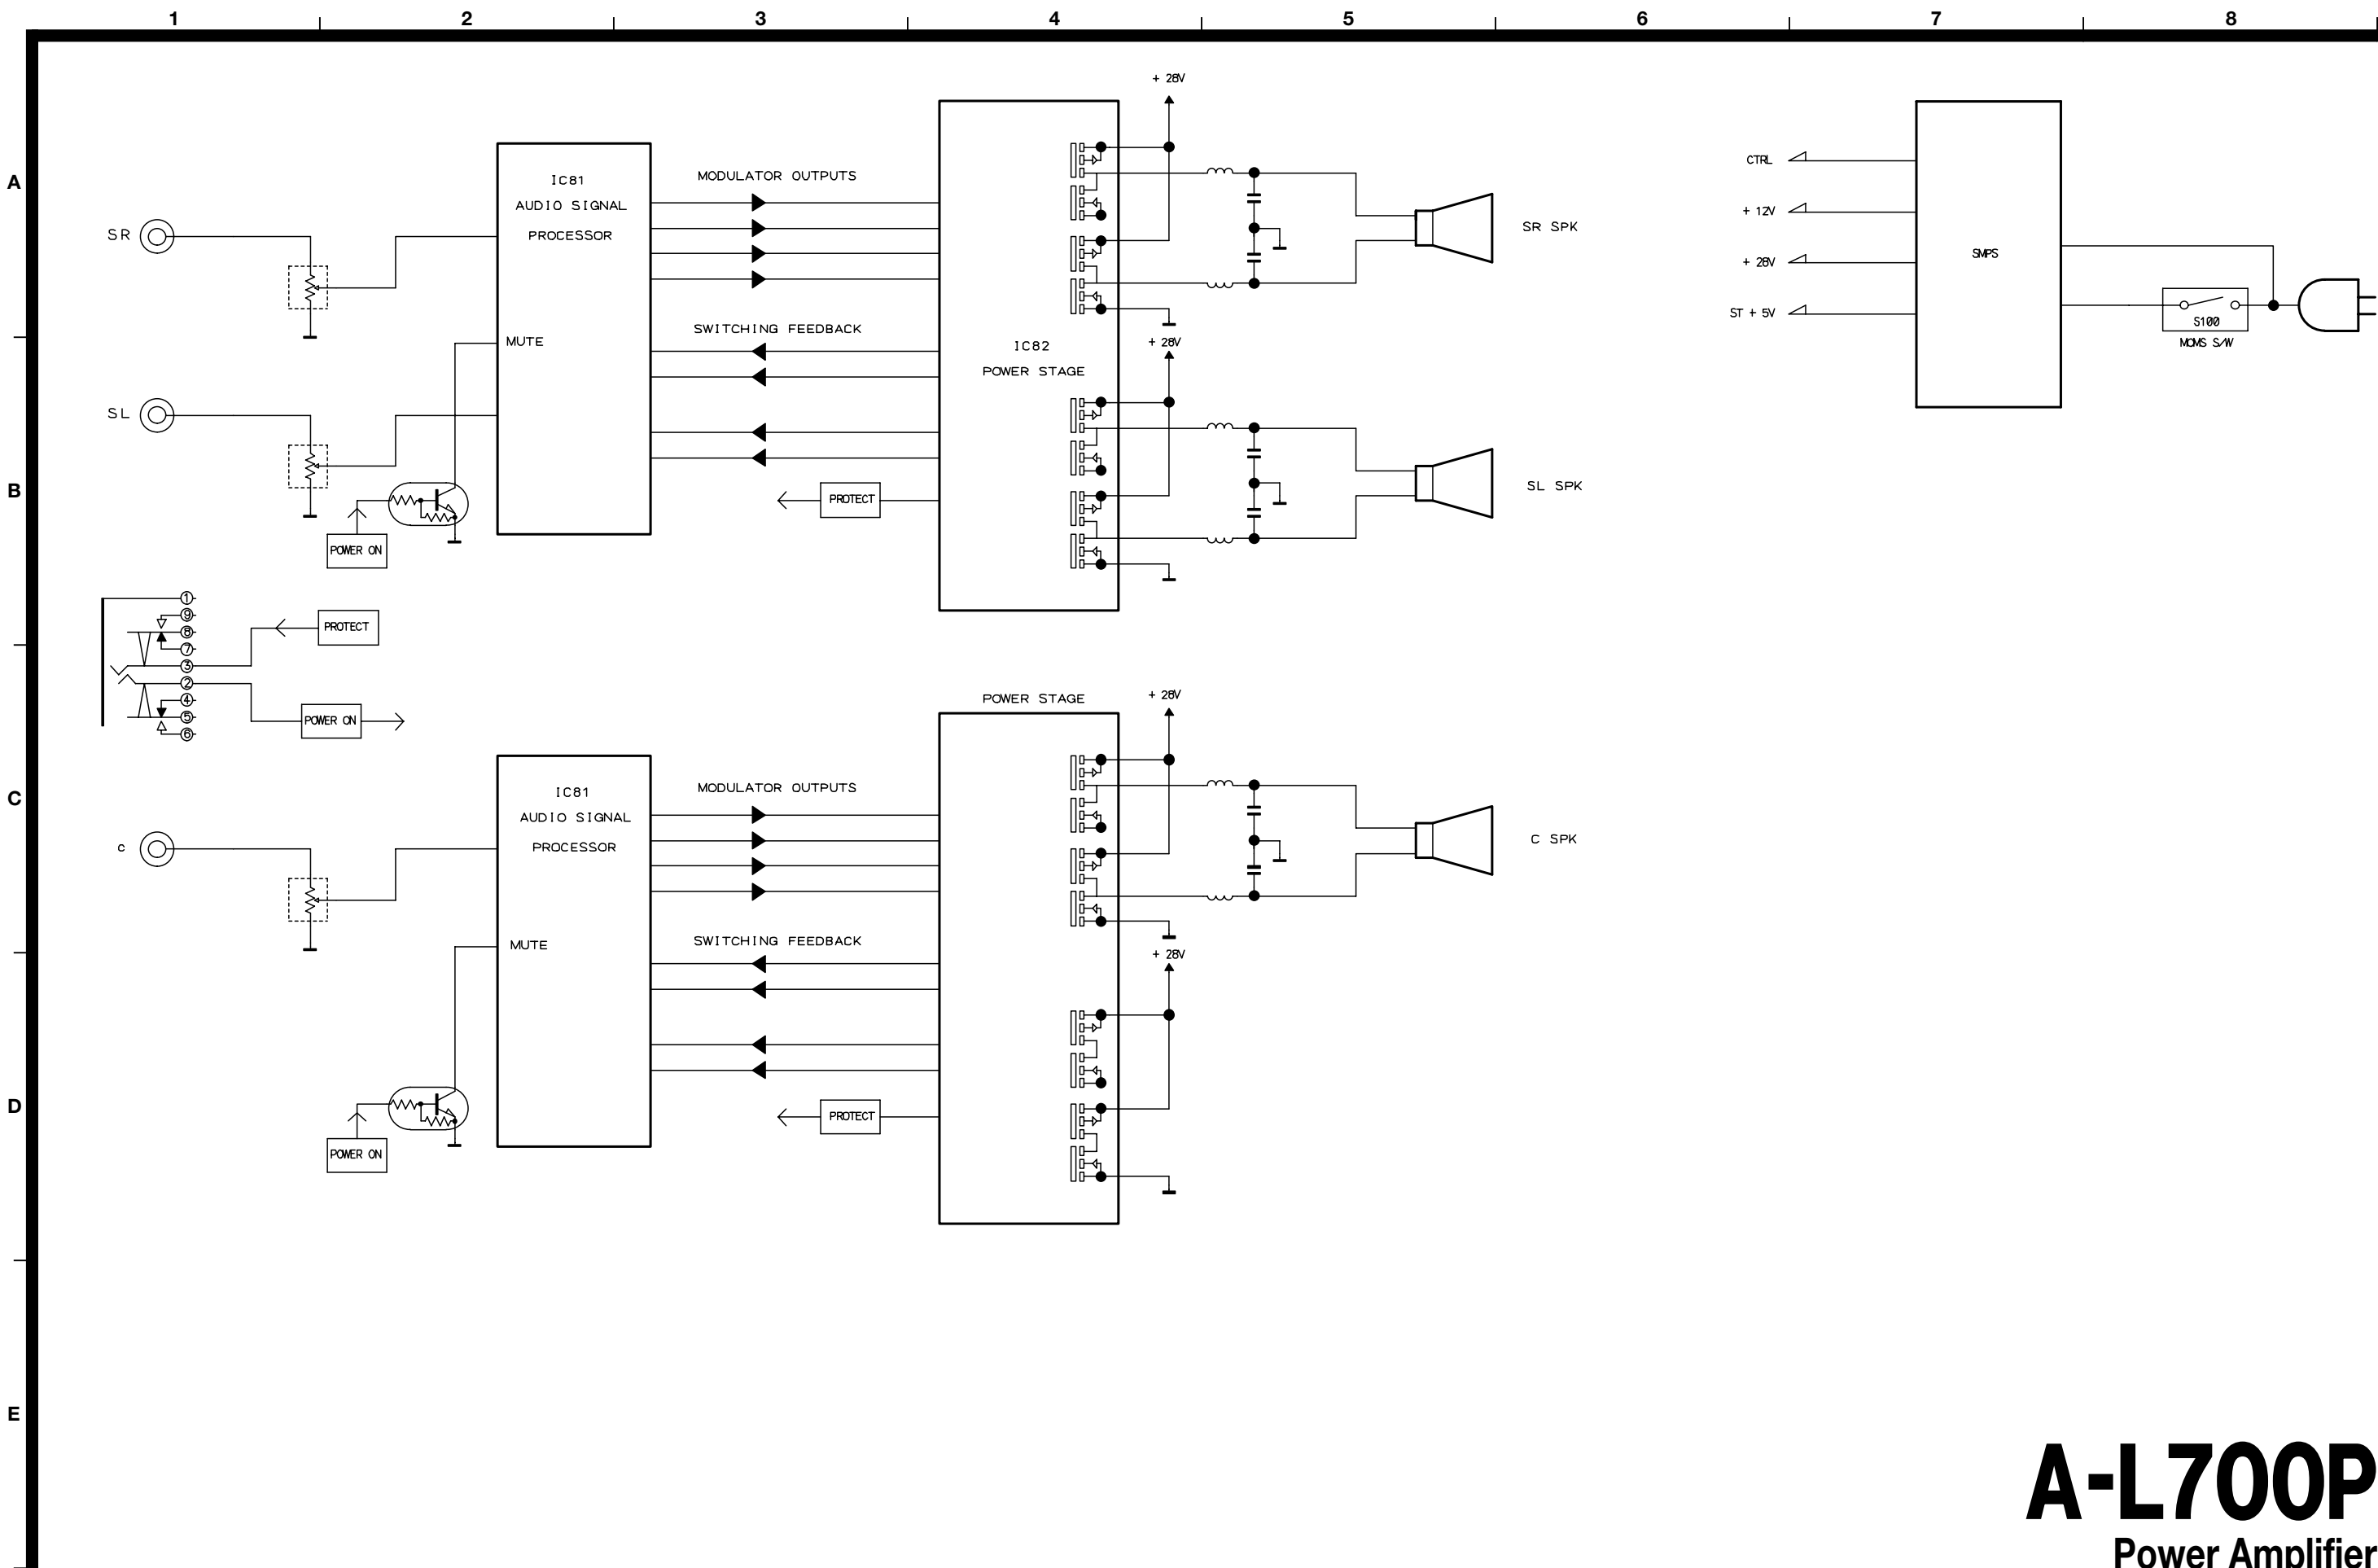 1 2 3 4 5 6 7 8
A
B
C
D
E
SR
SL
IC81
AUDIO SIGNAL
PROCESSOR
MUTE
MODULATOR OUTPUTS
SWITCHING FEEDBACK
IC82
POWER STAGE
PROTECT
POWER ON
+ 28V
+ 28V
SR SPK
SL SPK
CTRL
+ 12V
+ 28V
ST + 5V
SMPS
S100
MOMS S/W
1
9
8
7
3
2
4
5
6
PROTECT
POWER ON
c
IC81
AUDIO SIGNAL
PROCESSOR
MUTE
MODULATOR OUTPUTS
SWITCHING FEEDBACK
POWER STAGE
PROTECT
POWER ON
+ 28V
+ 28V
C SPK
A-L700P
Power Amplifier